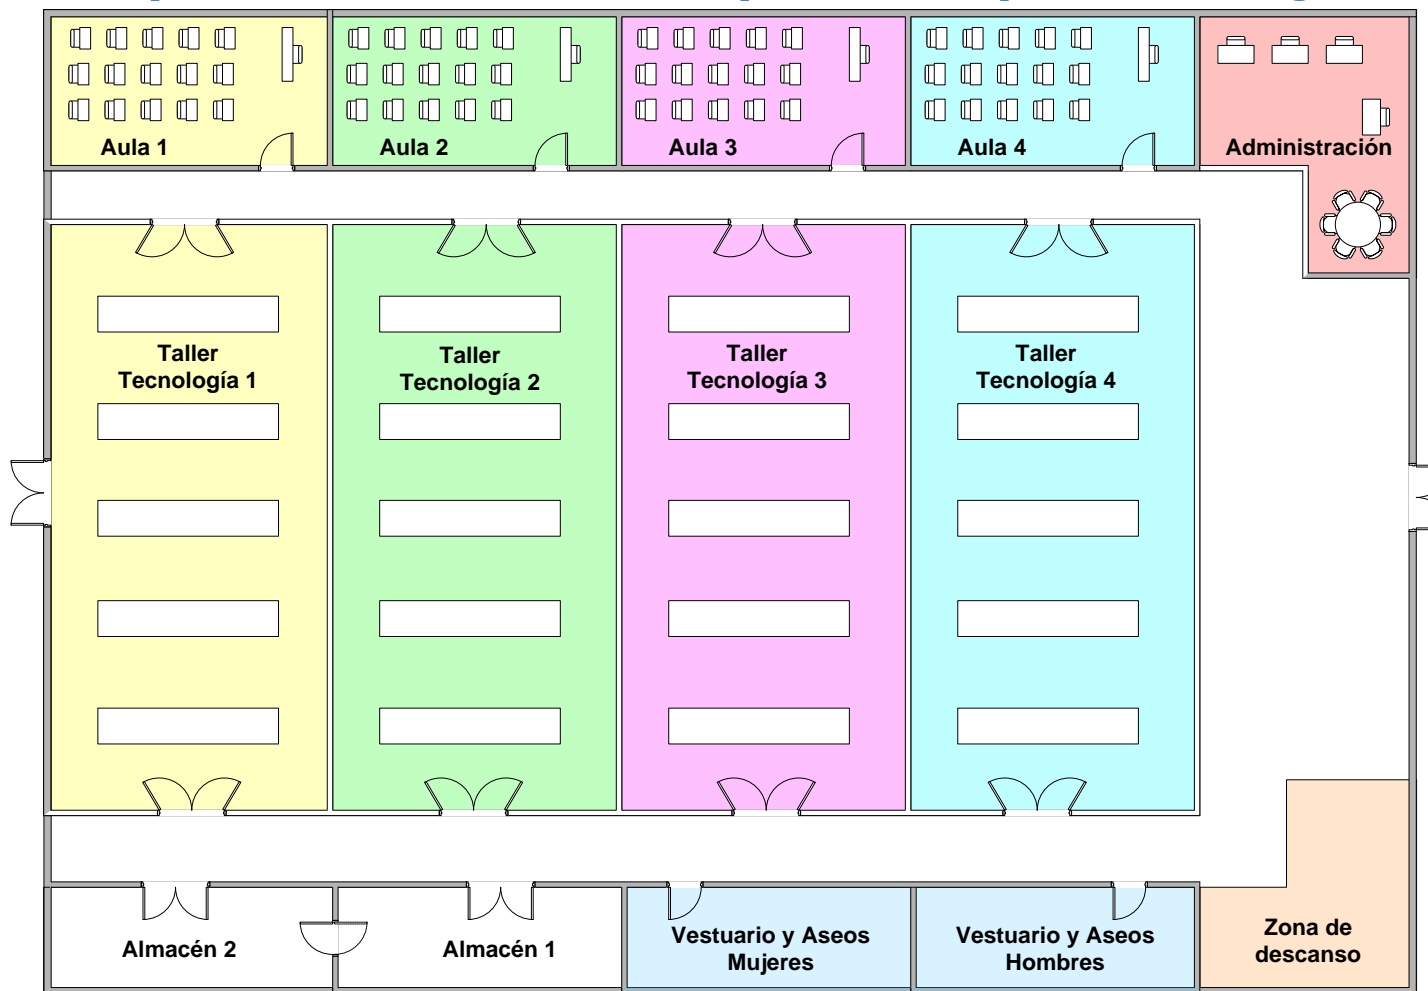 Aula 1
Aula 2
Aula 3
Aula 4
Administración
Taller
Tecnología 1
Taller
Tecnología 2
Taller
Tecnología 3
Taller
Tecnología 4
Almacén 2
Almacén 1
Vestuario y Aseos
Mujeres
Vestuario y Aseos
Hombres
Zona de
descanso